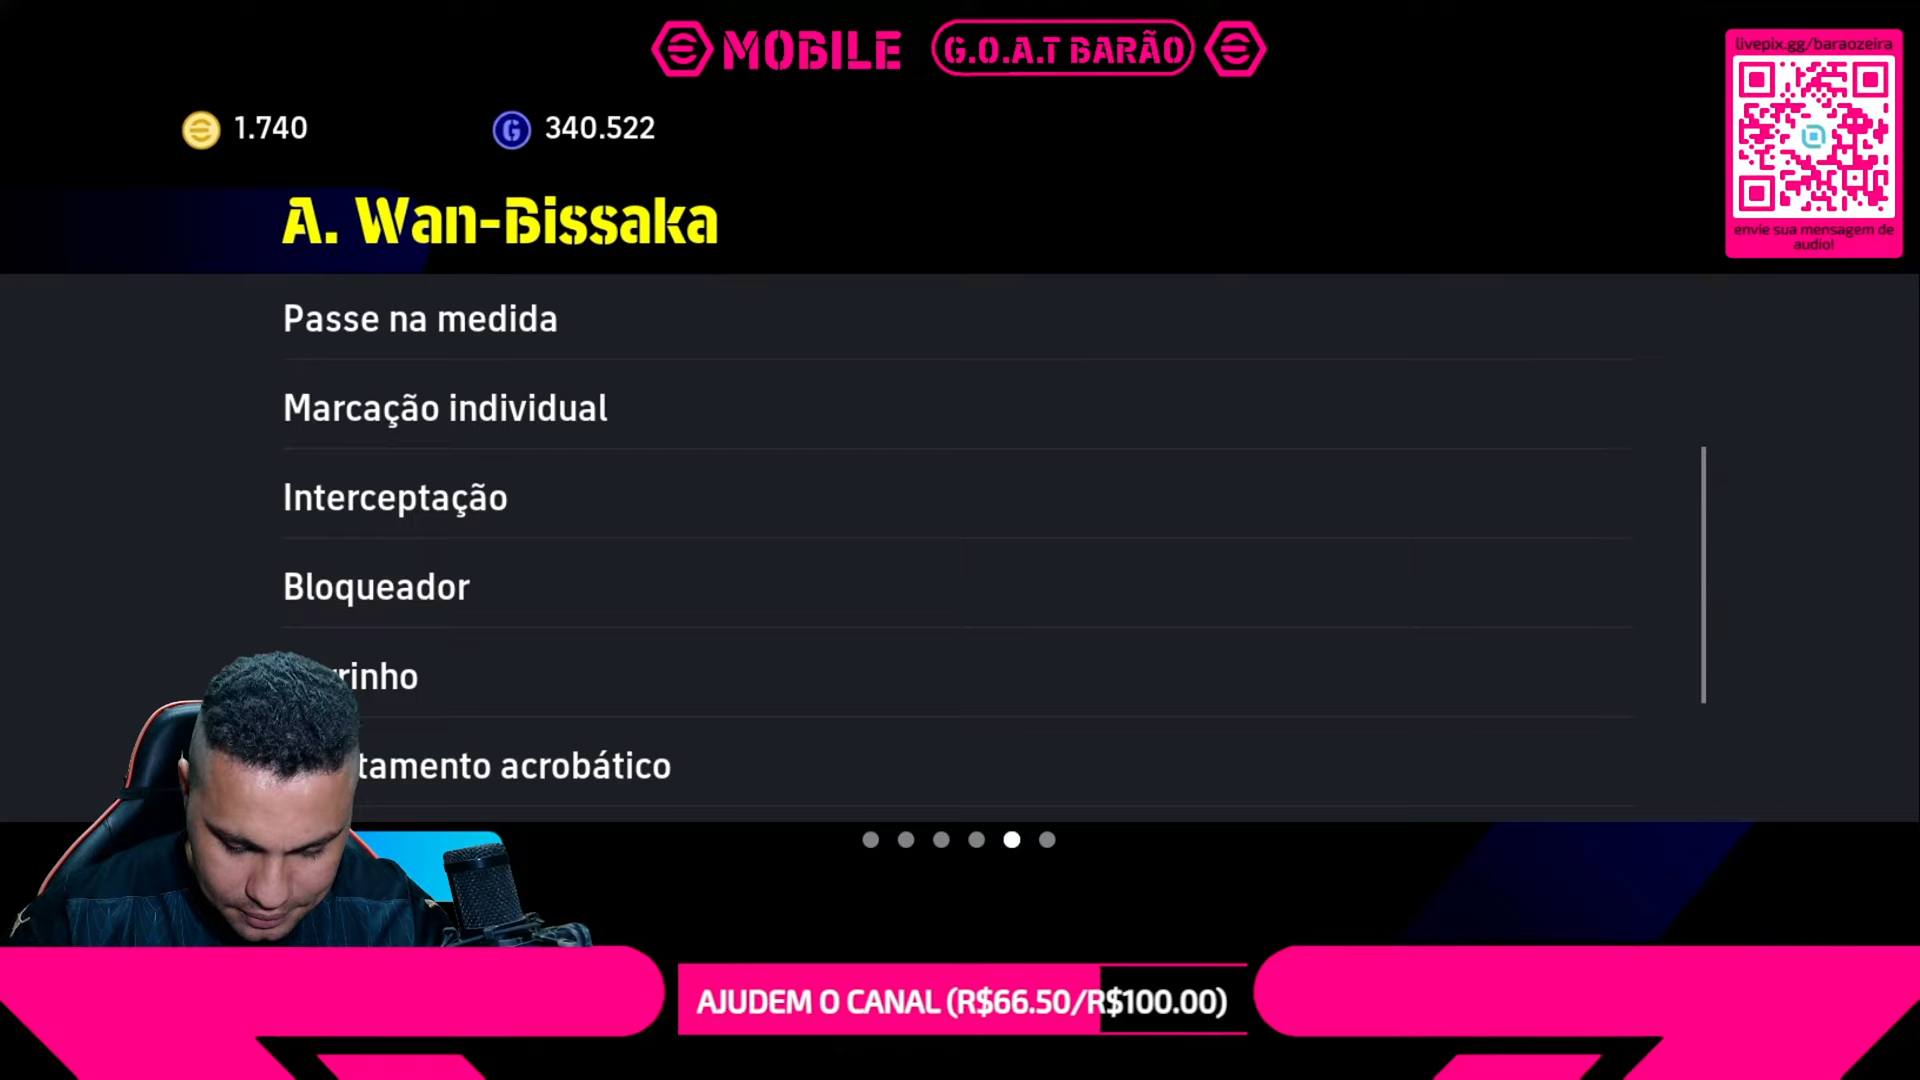 MOBILE G.O.A.T BARÃO
livepix.gg/baraozeira
1.740 340.522
envie sua mensagem de
audio!
A. Wan-Bissaka
Passe na medida
Marcação individual
Interceptação
Bloqueador
acrobático
AJUDEM O CANAL (R$66.50/R$100.00)